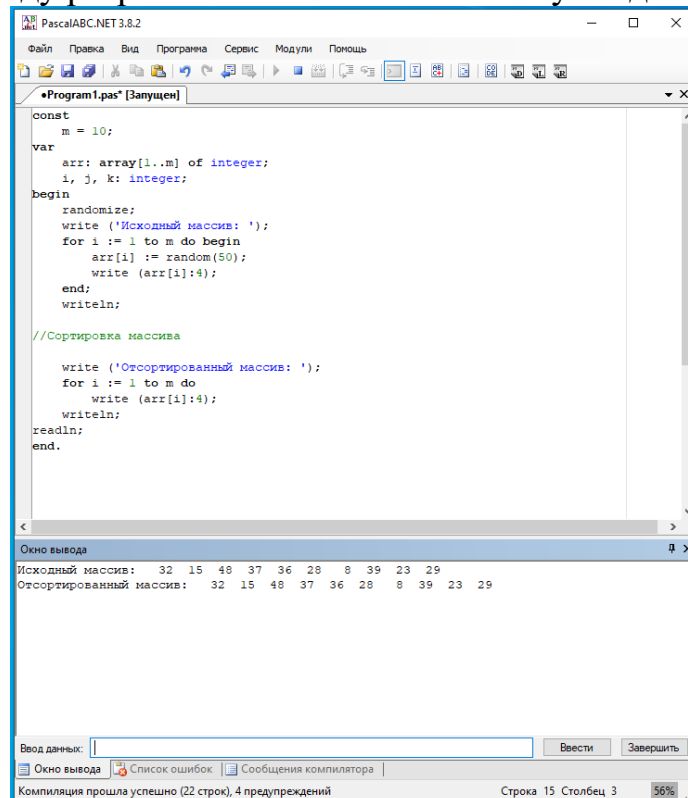 PascalABC.NET 3.8.2
Файл Правка Вид Программа Сервис Модули Помощь
•Program1.pas* [Запущен]
const
m = 10;
var
arr: array[1..m] of integer;
i, j, k: integer;
begin
randomize;
write ('Исходный массив: ');
for i := 1 to m do begin
arr[i] := random(50);
write (arr[i]:4);
end;
writeln;
//Сортировка массива
write ('Отсортированный массив: ');
for i := 1 to m do
write (arr[i]:4);
writeln;
readln;
end.
Окно вывода
Исходный массив: 32 15 48 37 36 28 8 39 23 29
Отсортированный массив: 32 15 48 37 36 28 8 39 23 29
Ввод данных: Ввести Завершить
Окно вывода Список ошибок Сообщения компилятора
Компиляция прошла успешно (22 строк), 4 предупреждений Строка 15 Столбец 3 56%